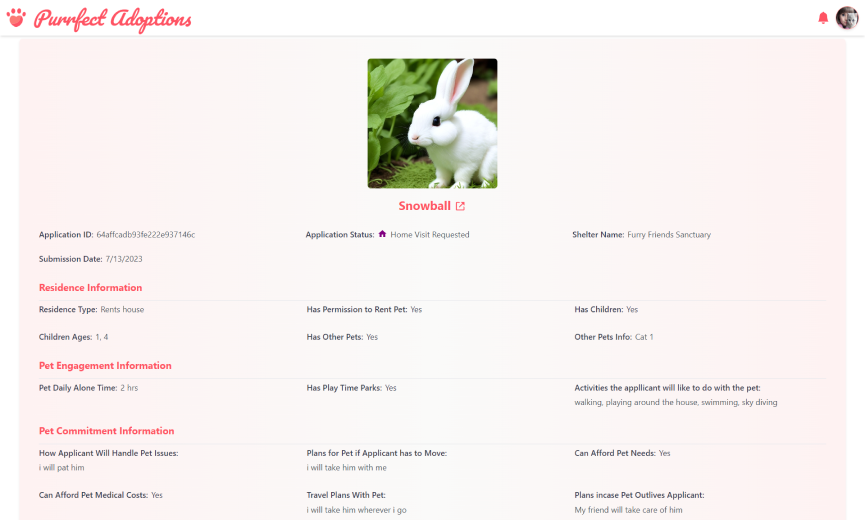 Purrfect Adoptions
Snowball
Application ID: 64affcadb93fe222e937146c
Application Status: Home Visit Requested
Shelter Name: Furry Friends Sanctuary
Submission Date: 7/13/2023
Residence Information
Residence Type: Rents house
Has Permission to Rent Pet: Yes
Has Children: Yes
Children Ages: 1, 4
Has Other Pets: Yes
Other Pets Info: Cat 1
Pet Engagement Information
Pet Daily Alone Time: 2 hrs
Has Play Time Parks: Yes
Activities the appllicant will like to do with the pet:
walking, playing around the house, swimming, sky diving
Pet Commitment Information
How Applicant Will Handle Pet Issues:
i will pat him
Plans for Pet if Applicant has to Move:
i will take him with me
Can Afford Pet Needs: Yes
Can Afford Pet Medical Costs: Yes
Travel Plans With Pet:
i will take him wherever i go
Plans incase Pet Outlives Applicant:
My friend will take care of him